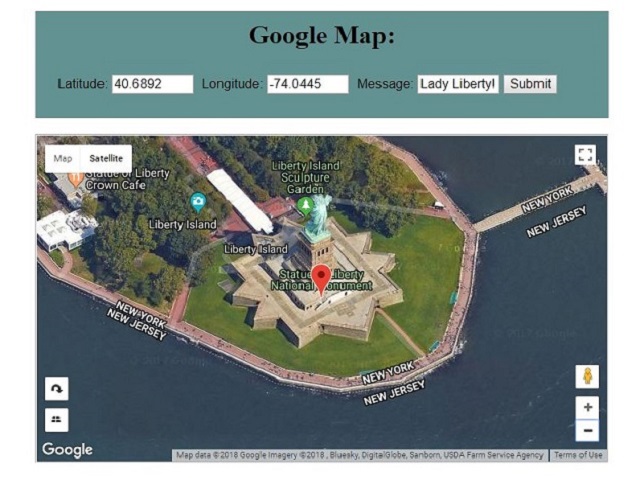 Google Map:
Latitude: 40.6892 Longitude: -74.0445 Message: Lady Liberty! Submit
Map Satellite
Statue of Liberty
Crown Cafe
Liberty Island
Sculpture
Garden
Liberty Island
Liberty Island
Statue Liberty
National Monument
NEW YORK
NEW JERSEY
NEW YORK
NEW JERSEY
NEW YORK
NEW JERSEY
Google
Map data ©2018 Google Imagery ©2018 , Bluesky, DigitalGlobe, Sanborn, USDA Farm Service Agency Terms of Use